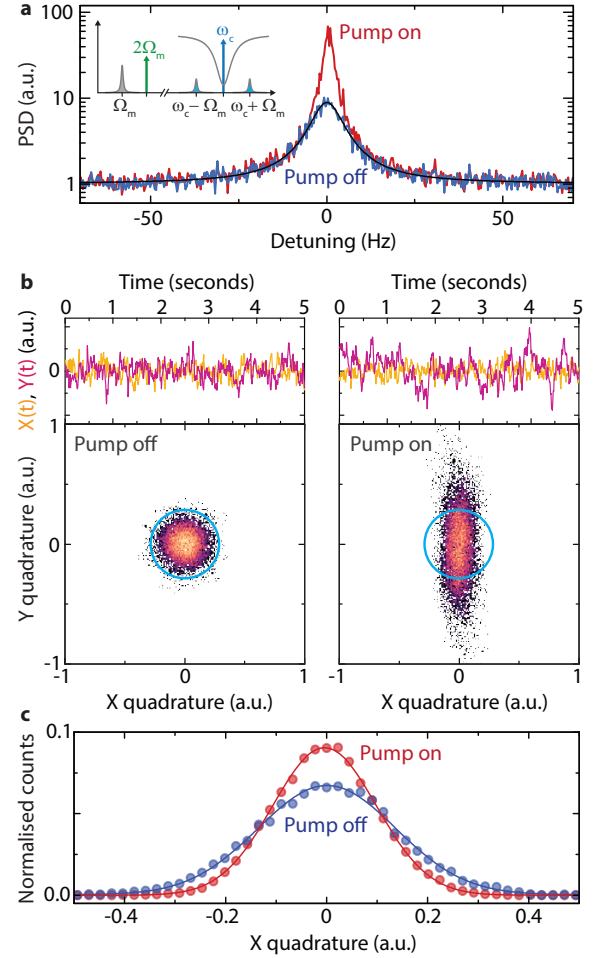 a
100
10
1
PSD (a.u.)
2Ωm
ωc
Ωm
ωc − Ωm
ωc + Ωm
Pump on
Pump off
-50
0
50
Detuning (Hz)
b
Time (seconds)
0 1 2 3 4 5
Time (seconds)
0 1 2 3 4 5
X(t), Y(t) (a.u.)
0
Pump off
Pump on
Y quadrature (a.u.)
1
0
-1
-1 0 1
X quadrature (a.u.)
-1 0 1
X quadrature (a.u.)
c
Normalised counts
0.1
0.0
Pump on
Pump off
-0.4 -0.2 0 0.2 0.4
X quadrature (a.u.)